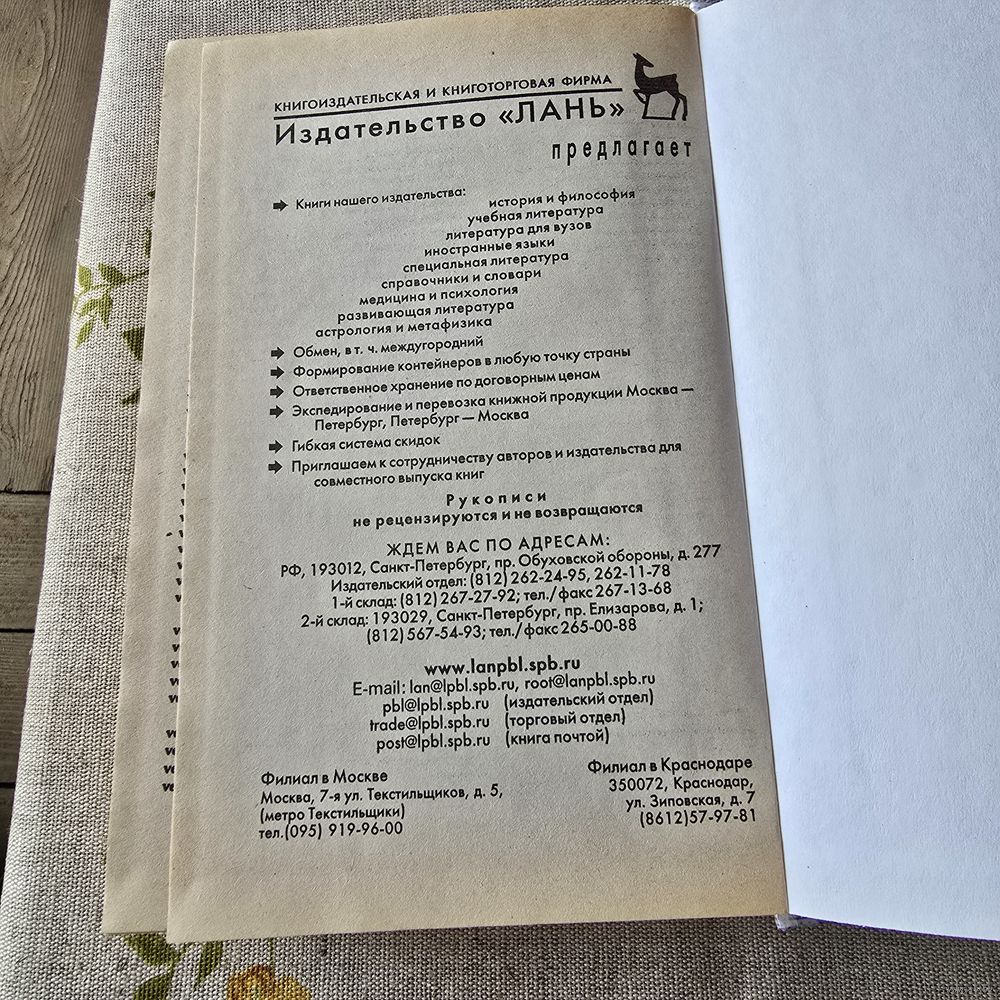 КНИГОИЗДАТЕЛЬСКАЯ И КНИГОТОРГОВАЯ ФИРМА
Издательство «ЛАНЬ»
предлагает
Книги нашего издательства:
история и философия
учебная литература
литература для вузов
иностранные языки
специальная литература
справочники и словари
медицина и психология
развивающая литература
астрология и метафизика
Обмен, в т. ч. междугородний
Формирование контейнеров в любую точку страны
Ответственное хранение по договорным ценам
Экспедирование и перевозка книжной продукции Москва —
Петербург, Петербург — Москва
Гибкая система скидок
Приглашаем к сотрудничеству авторов и издательства для
совместного выпуска книг
Рукописи
не рецензируются и не возвращаются
ЖДЕМ ВАС ПО АДРЕСАМ:
РФ, 193012, Санкт-Петербург, пр. Обуховской обороны, д. 277
Издательский отдел: (812) 262-24-95, 262-11-78
1-й склад: (812) 267-27-92; тел./факс 267-13-68
2-й склад: 193029, Санкт-Петербург, пр. Елизарова, д. 1;
(812) 567-54-93; тел./факс 265-00-88
www.lanpbl.spb.ru
E-mail: lan@lpbl.spb.ru, root@lanpbl.spb.ru
pbl@lpbl.spb.ru (издательский отдел)
trade@lpbl.spb.ru (торговый отдел)
post@lpbl.spb.ru (книга почтой)
Филиал в Москве
Москва, 7-я ул. Текстильщиков, д. 5,
(метро Текстильщики)
тел.(095) 919-96-00
Филиал в Краснодаре
350072, Краснодар,
ул. Зиповская, д. 7
(8612)57-97-81